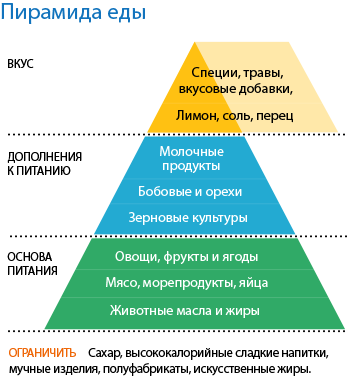 Пирамида еды
ВКУС
Специи, травы,
вкусовые добавки,
Лимон, соль, перец
ДОПОЛНЕНИЯ
К ПИТАНИЮ
Молочные
продукты
Бобовые и орехи
Зерновые культуры
ОСНОВА
ПИТАНИЯ
Овощи, фрукты и ягоды
Мясо, морепродукты, яйца
Животные масла и жиры
ОГРАНИЧИТЬ Сахар, высококалорийные сладкие напитки,
мучные изделия, полуфабрикаты, искусственные жиры.